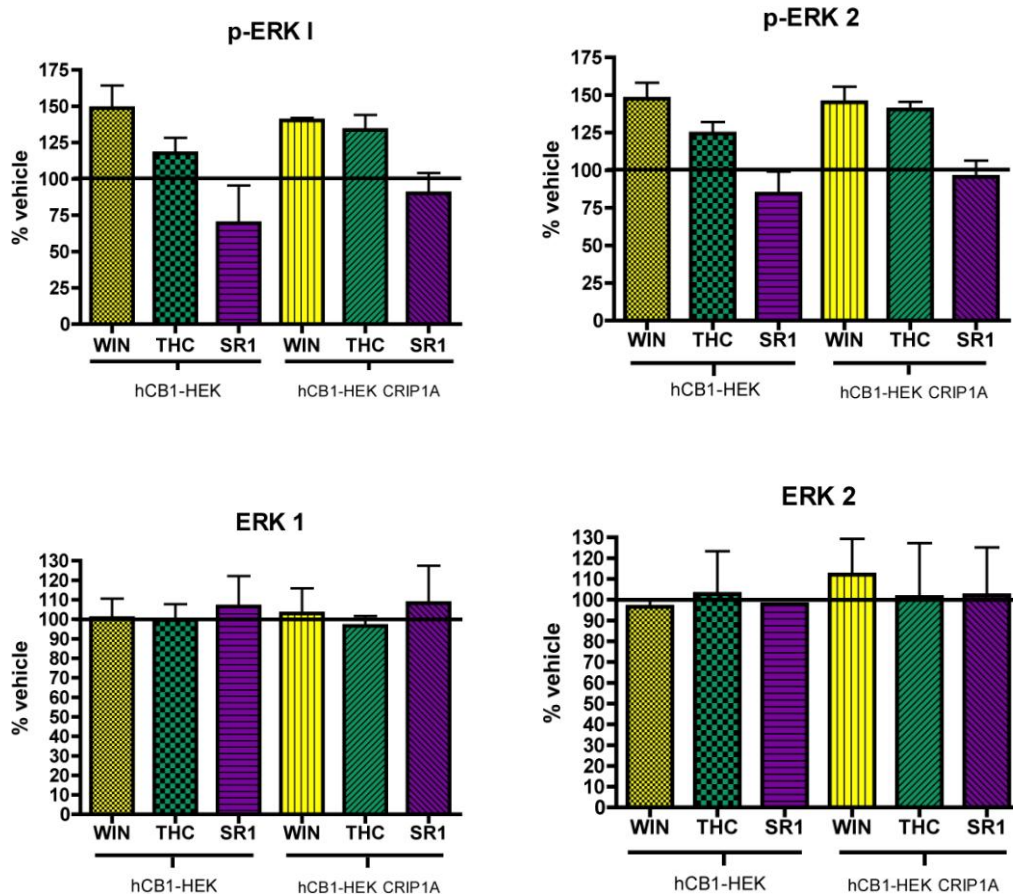 p-ERK I
% vehicle
175
150
125
100
75
50
25
0
WIN THC SR1 WIN THC SR1
hCB1-HEK hCB1-HEK CRIP1A
p-ERK 2
% vehicle
175
150
125
100
75
50
25
0
WIN THC SR1 WIN THC SR1
hCB1-HEK hCB1-HEK CRIP1A
ERK 1
% vehicle
130
120
110
100
90
80
70
60
50
40
30
20
10
0
WIN THC SR1 WIN THC SR1
hCB1-HEK hCB1-HEK CRIP1A
ERK 2
% vehicle
130
120
110
100
90
80
70
60
50
40
30
20
10
0
WIN THC SR1 WIN THC SR1
hCB1-HEK hCB1-HEK CRIP1A